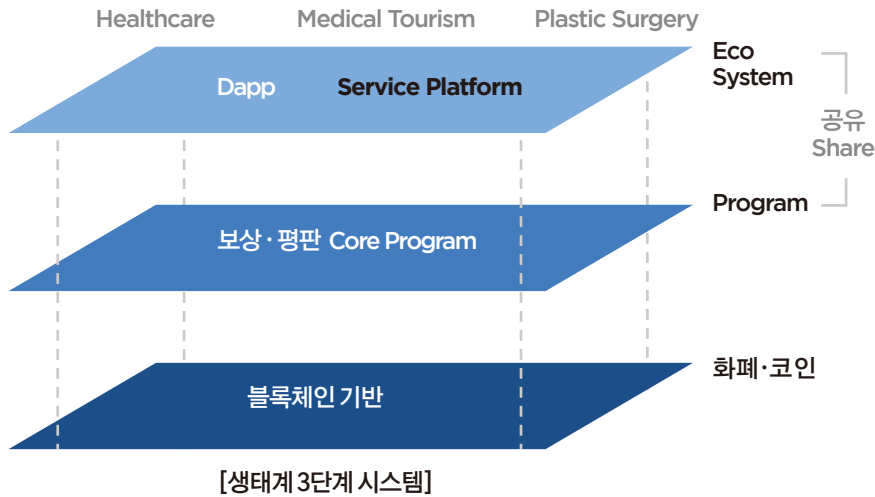 Healthcare Medical Tourism Plastic Surgery
Eco
System
Dapp Service Platform
공유
Share
Program
보상·평판 Core Program
화폐·코인
블록체인 기반
[생태계 3단계 시스템]